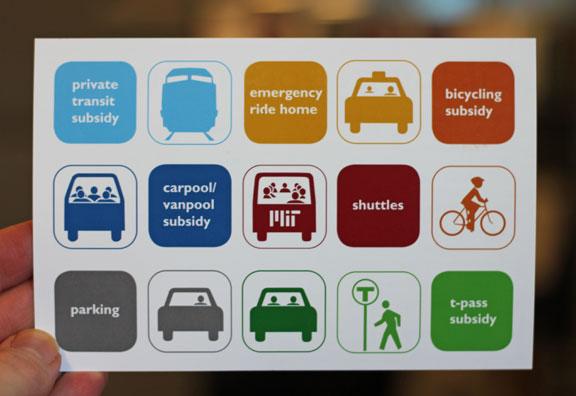 private
transit
subsidy
emergency
ride home
bicycling
subsidy
carpool/
vanpool
subsidy
MIT
shuttles
parking
T
t-pass
subsidy